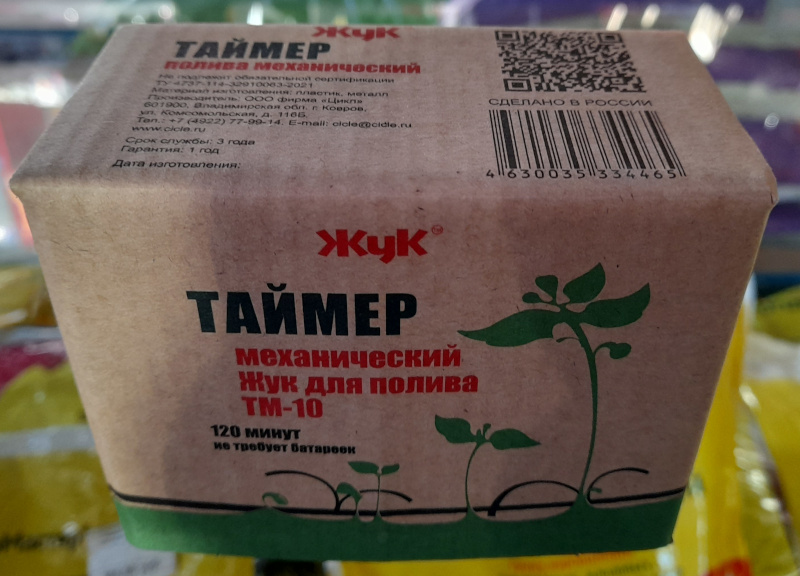 Жук
ТАЙМЕР
полива механический
Не подлежит обязательной сертификации
ТУ-4737-114-32910063-2021
Материал изготовления: пластик, металл
Производитель: ООО фирма «Цикл»
601900, Владимирская обл. г. Ковров,
ул. Комсомольская, д. 116Б.
Тел.: +7 (4922) 77-99-14. E-mail: cicle@cicle.ru
www.cicle.ru
Срок службы: 3 года
Гарантия: 1 год
Дата изготовления:
СДЕЛАНО В РОССИИ
4 630035 334465
Жук
ТАЙМЕР
механический
Жук для полива
ТМ-10
120 минут
не требует батареек